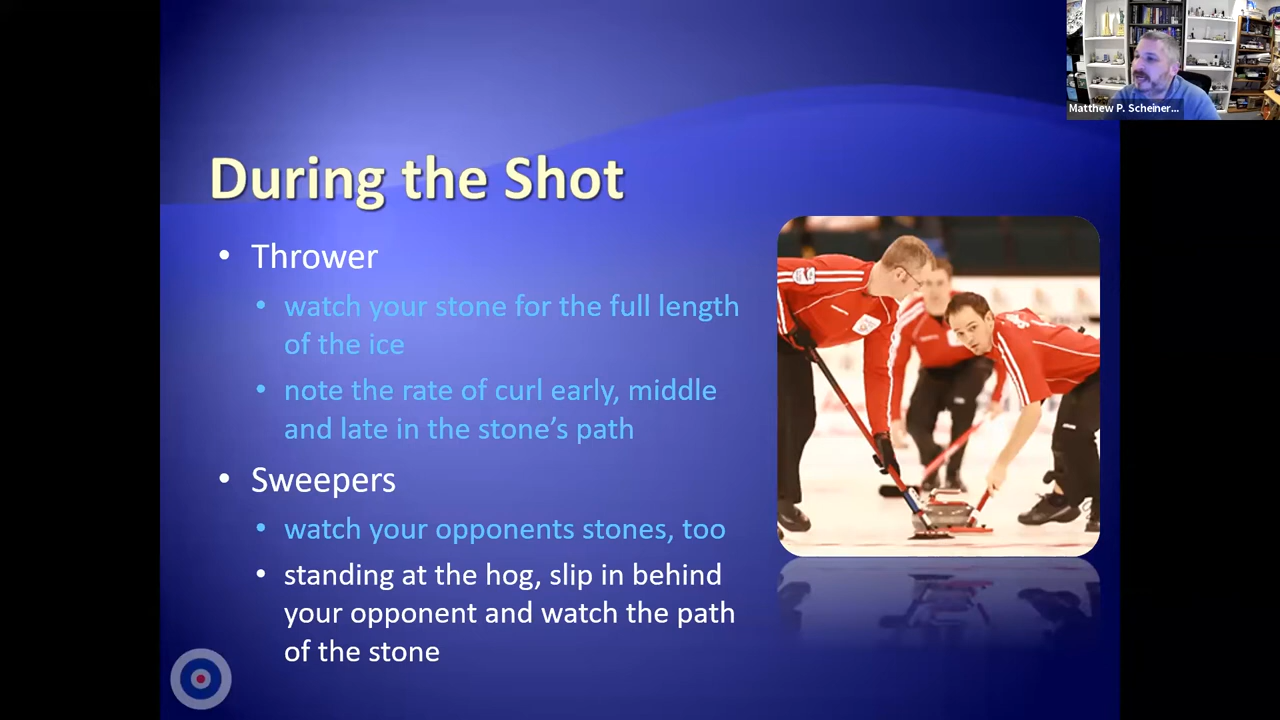 Matthew P. Scheiner...
During the Shot
• Thrower
• watch your stone for the full length
of the ice
• note the rate of curl early, middle
and late in the stone’s path
• Sweepers
• watch your opponents stones, too
• standing at the hog, slip in behind
your opponent and watch the path
of the stone